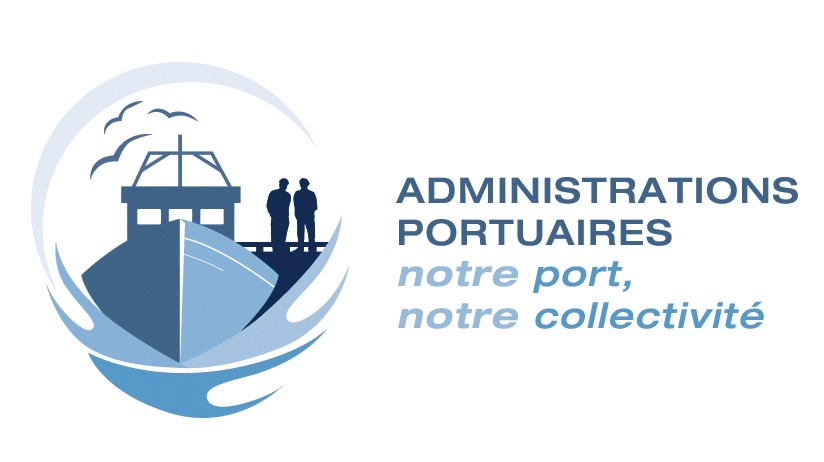 ADMINISTRATIONS
PORTUAIRES
notre port,
notre collectivité